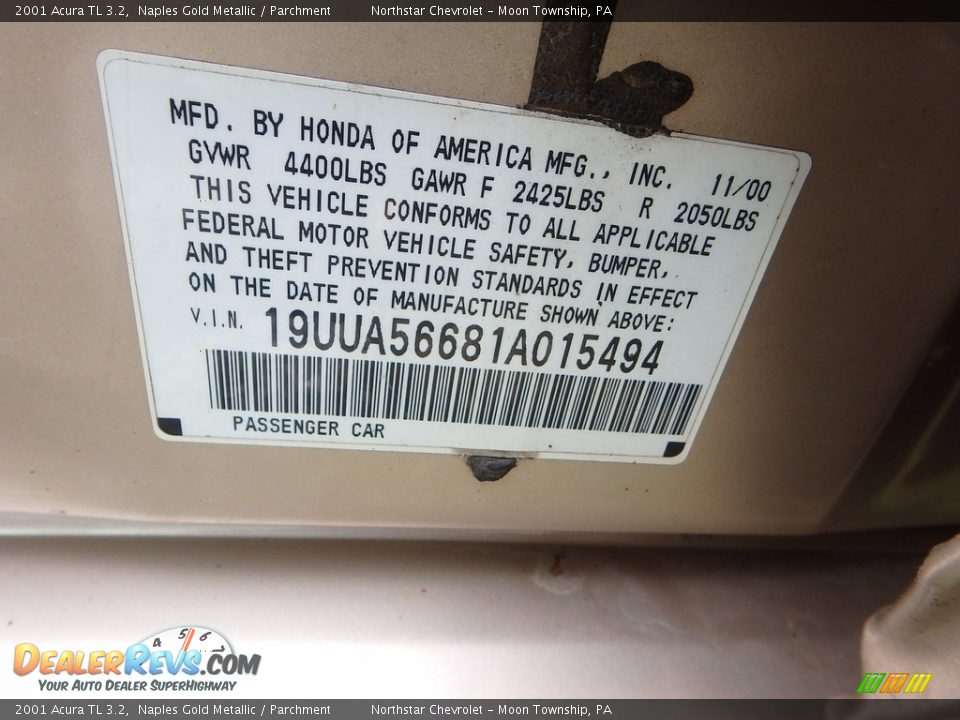 2001 Acura TL 3.2, Naples Gold Metallic / Parchment Northstar Chevrolet - Moon Township, PA
MFD. BY HONDA OF AMERICA MFG., INC. 11/00
GVWR 4400LBS GAWR F 2425LBS R 2050LBS
THIS VEHICLE CONFORMS TO ALL APPLICABLE
FEDERAL MOTOR VEHICLE SAFETY, BUMPER,
AND THEFT PREVENTION STANDARDS IN EFFECT
ON THE DATE OF MANUFACTURE SHOWN ABOVE:
V.I.N. 19UUA56681A015494
PASSENGER CAR
4 5 6
DEALERREVS.COM
YOUR AUTO DEALER SUPERHIGHWAY
2001 Acura TL 3.2, Naples Gold Metallic / Parchment Northstar Chevrolet - Moon Township, PA